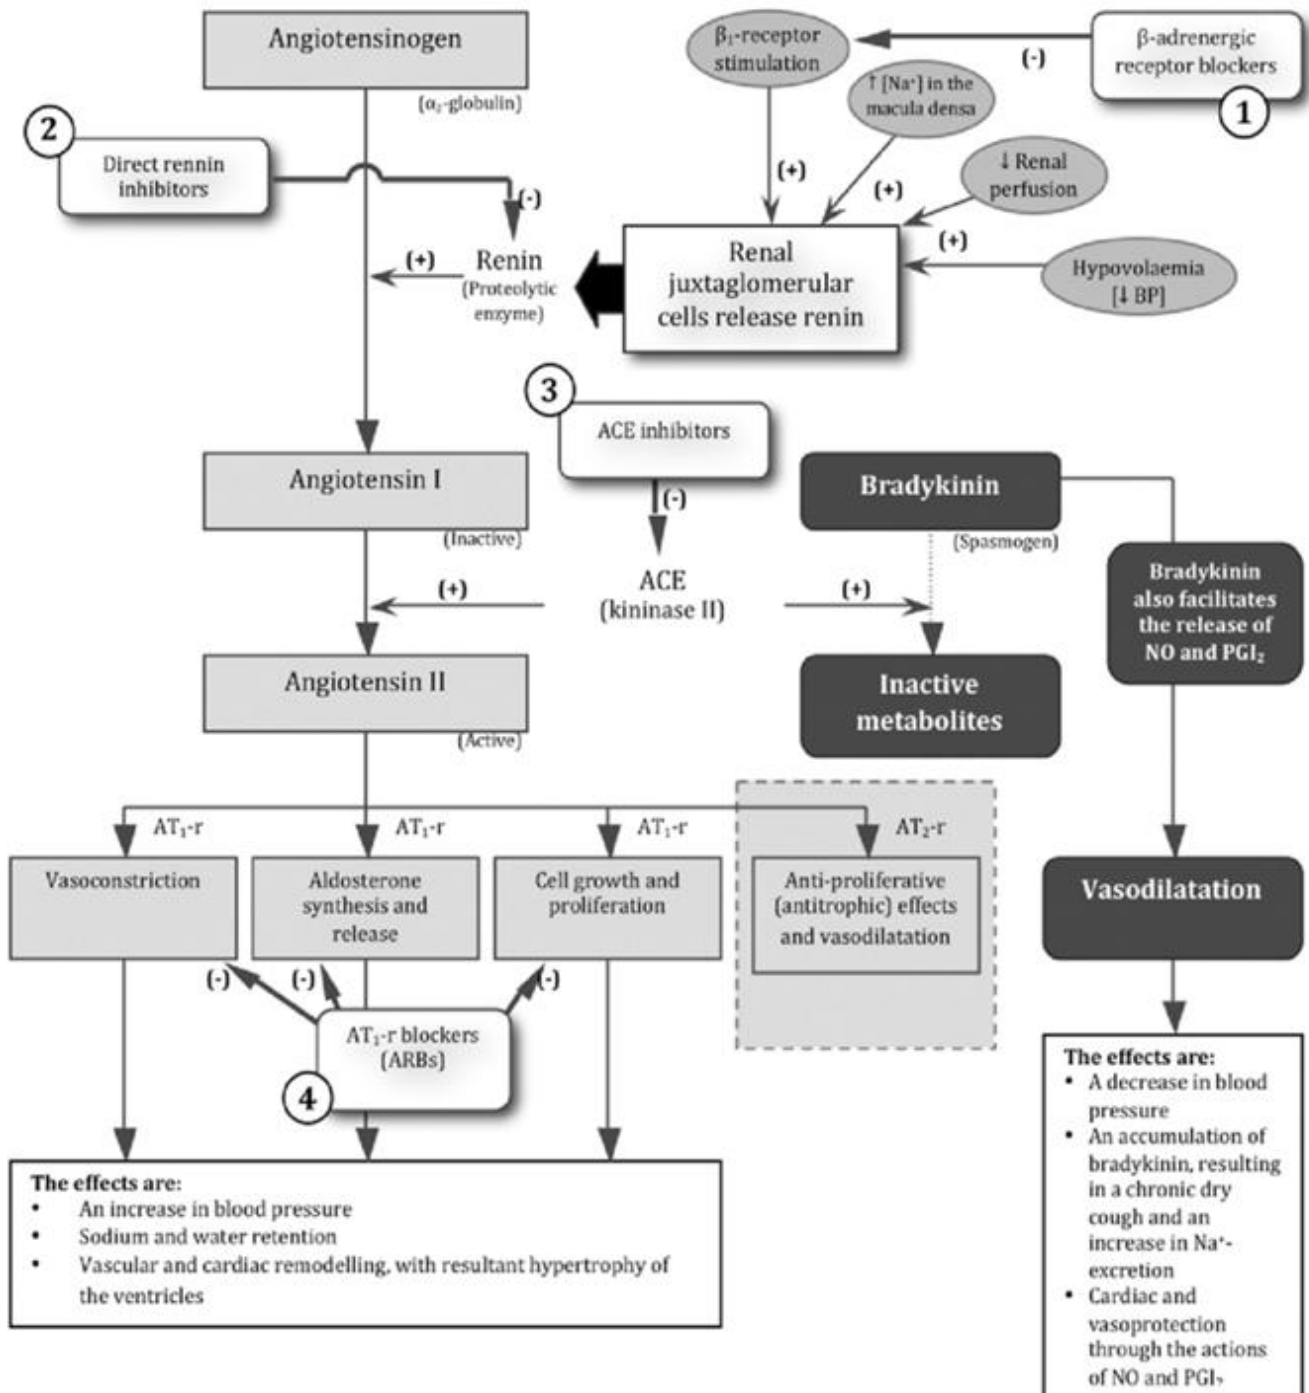 Angiotensinogen
(α₂-globulin)
β₁-receptor
stimulation
(-)
β-adrenergic
receptor blockers
1
↑ [Na⁺] in the
macula densa
2
Direct rennin
inhibitors
(-)
(+)
(+)
↓ Renal
perfusion
(+)
Renin
(Proteolytic
enzyme)
(+)
Renal
juxtaglomerular
cells release renin
Hypovolaemia
[↓ BP]
(+)
3
ACE inhibitors
(-)
Angiotensin I
(Inactive)
Bradykinin
(Spasmogen)
(+)
ACE
(kininase II)
(+)
Bradykinin
also facilitates
the release of
NO and PGI₂
Angiotensin II
(Active)
Inactive
metabolites
AT₁-r
AT₁-r
AT₁-r
AT₂-r
Vasoconstriction
Aldosterone
synthesis and
release
Cell growth and
proliferation
Anti-proliferative
(antitrophic) effects
and vasodilatation
Vasodilatation
(-)
(-)
(-)
AT₁-r blockers
(ARBs)
4
The effects are:
• An increase in blood pressure
• Sodium and water retention
• Vascular and cardiac remodelling, with resultant hypertrophy of
the ventricles
The effects are:
• A decrease in blood
pressure
• An accumulation of
bradykinin, resulting
in a chronic dry
cough and an
increase in Na⁺-
excretion
• Cardiac and
vasoprotection
through the actions
of NO and PGI₂